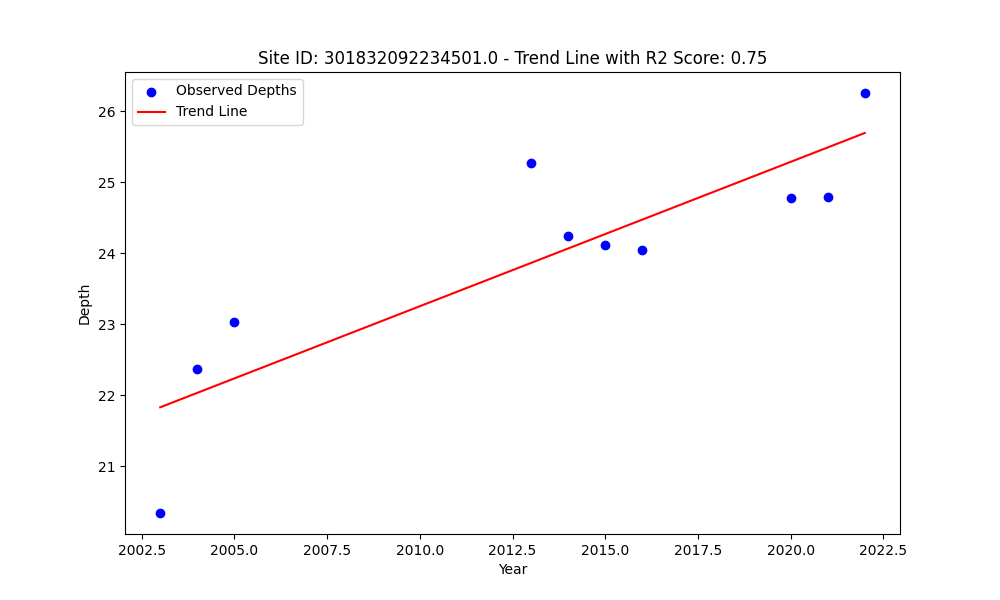 Site ID: 301832092234501.0 - Trend Line with R2 Score: 0.75
Observed Depths
Trend Line
26
25
24
23
22
21
Depth
2002.5 2005.0 2007.5 2010.0 2012.5 2015.0 2017.5 2020.0 2022.5
Year